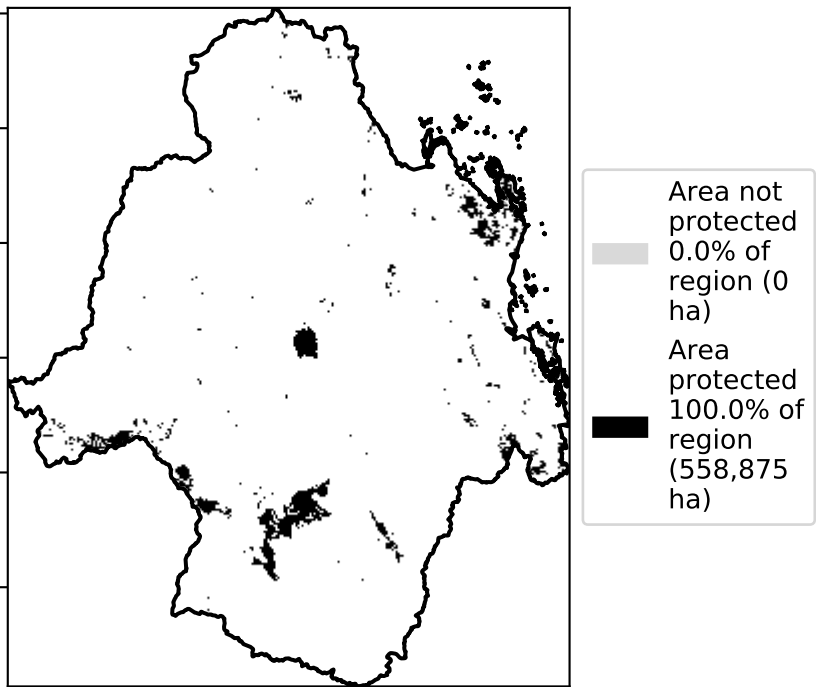 Area not
protected
0.0% of
region (0
ha)
Area
protected
100.0% of
region
(558,875
ha)